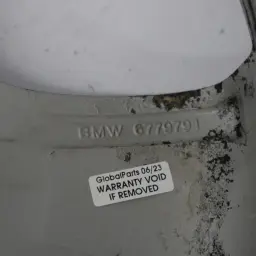 BMW 6779791
GlobalParts 06/23
WARRANTY VOID
IF REMOVED